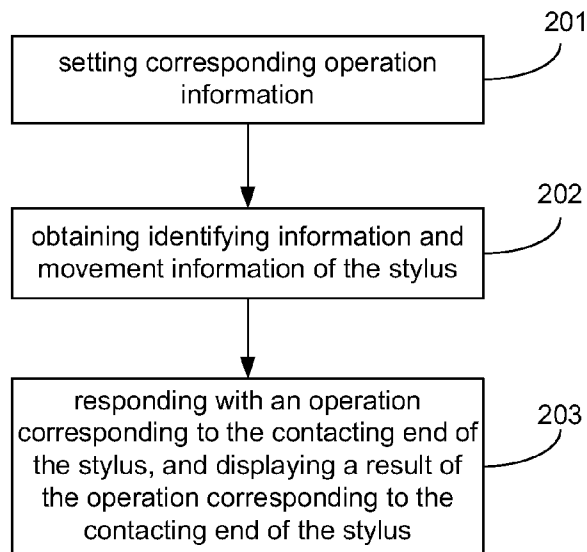 201
setting corresponding operation
information
202
obtaining identifying information and
movement information of the stylus
203
responding with an operation
corresponding to the contacting end of
the stylus, and displaying a result of
the operation corresponding to the
contacting end of the stylus